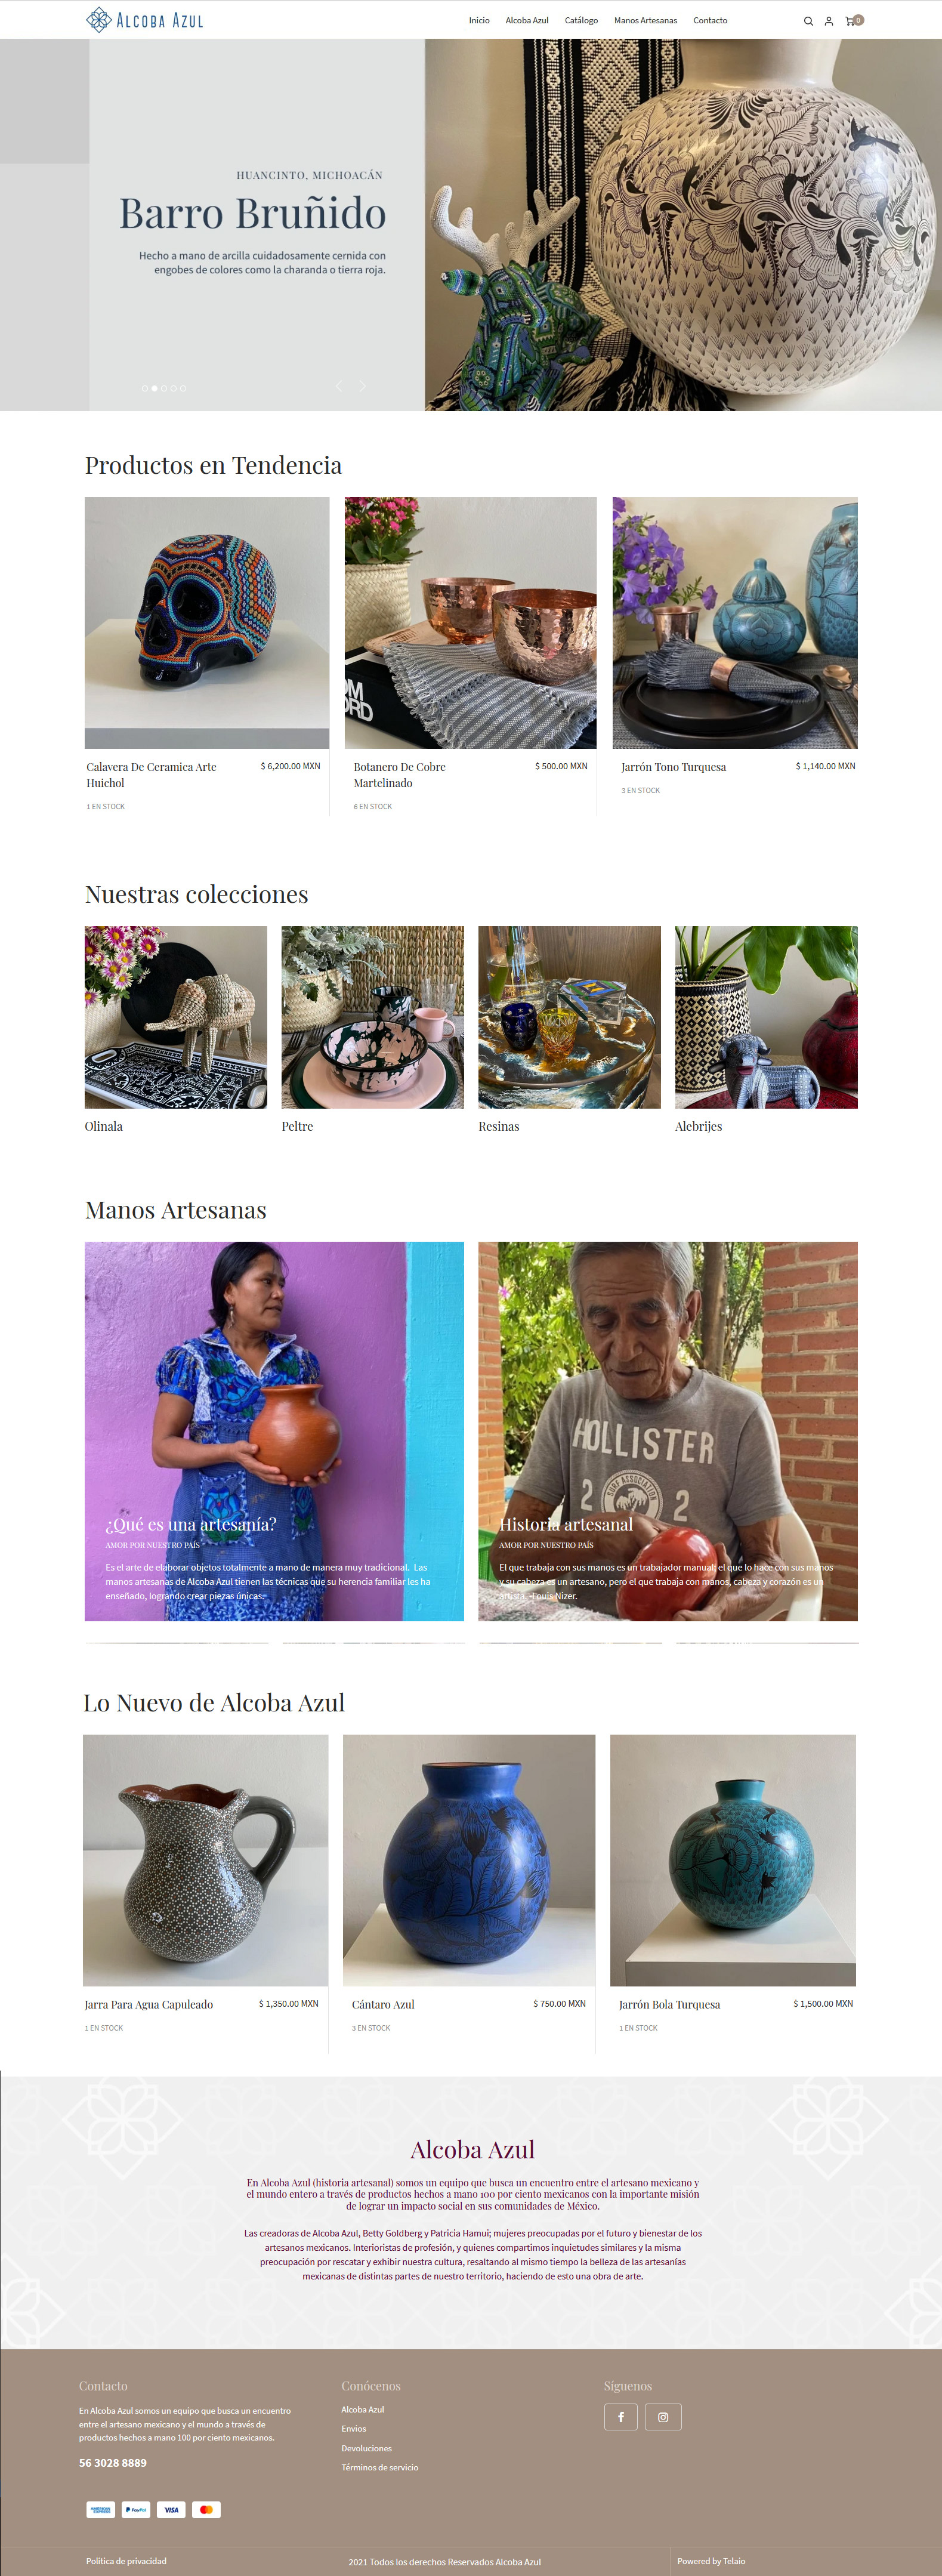 ALCOBA AZUL
Inicio Alcoba Azul Catálogo Manos Artesanas Contacto 0
HUANCINTO, MICHOACÁN
Barro Bruñido
Hecho a mano de arcilla cuidadosamente cernida con
engobes de colores como la charanda o tierra roja.
Productos en Tendencia
OM
ORD
Calavera De Ceramica Arte
Huichol
$ 6,200.00 MXN
1 EN STOCK
Botanero De Cobre
Martelinado
$ 500.00 MXN
6 EN STOCK
Jarrón Tono Turquesa
$ 1,140.00 MXN
3 EN STOCK
Nuestras colecciones
Olinala
Peltre
Resinas
Alebrijes
Manos Artesanas
¿Qué es una artesanía?
AMOR POR NUESTRO PAÍS
Es el arte de elaborar objetos totalmente a mano de manera muy tradicional. Las
manos artesanas de Alcoba Azul tienen las técnicas que su herencia familiar les ha
enseñado, logrando crear piezas únicas.
HOLLISTER
SURF ASSOCIATION
2 2
Historia artesanal
AMOR POR NUESTRO PAÍS
El que trabaja con sus manos es un trabajador manual; el que lo hace con sus manos
y su cabeza es un artesano, pero el que trabaja con manos, cabeza y corazón es un
artista. -Louis Nizer.
Lo Nuevo de Alcoba Azul
Jarra Para Agua Capuleado
$ 1,350.00 MXN
1 EN STOCK
Cántaro Azul
$ 750.00 MXN
3 EN STOCK
Jarrón Bola Turquesa
$ 1,500.00 MXN
1 EN STOCK
Alcoba Azul
En Alcoba Azul (historia artesanal) somos un equipo que busca un encuentro entre el artesano mexicano y
el mundo entero a través de productos hechos a mano 100 por ciento mexicanos con la importante misión
de lograr un impacto social en sus comunidades de México.
Las creadoras de Alcoba Azul, Betty Goldberg y Patricia Hamui; mujeres preocupadas por el futuro y bienestar de los
artesanos mexicanos. Interioristas de profesión, y quienes compartimos inquietudes similares y la misma
preocupación por rescatar y exhibir nuestra cultura, resaltando al mismo tiempo la belleza de las artesanías
mexicanas de distintas partes de nuestro territorio, haciendo de esto una obra de arte.
Contacto
En Alcoba Azul somos un equipo que busca un encuentro
entre el artesano mexicano y el mundo a través de
productos hechos a mano 100 por ciento mexicanos.
56 3028 8889
AMERICAN EXPRESS PayPal VISA
Conócenos
Alcoba Azul
Envios
Devoluciones
Términos de servicio
Síguenos
Politica de privacidad
2021 Todos los derechos Reservados Alcoba Azul
Powered by Telaio